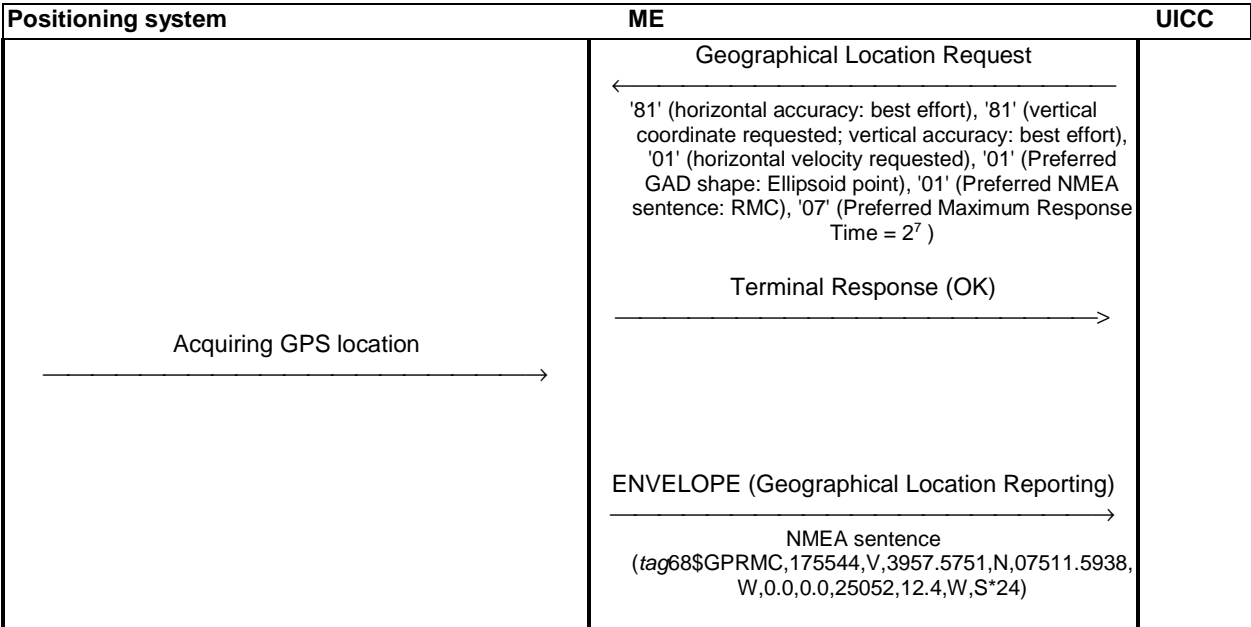 Positioning system ME UICC
Geographical Location Request
'81' (horizontal accuracy: best effort), '81' (vertical
coordinate requested; vertical accuracy: best effort),
'01' (horizontal velocity requested), '01' (Preferred
GAD shape: Ellipsoid point), '01' (Preferred NMEA
sentence: RMC), '07' (Preferred Maximum Response
Time = 2⁷ )
Terminal Response (OK)
Acquiring GPS location
ENVELOPE (Geographical Location Reporting)
NMEA sentence
(tag68$GPRMC,175544,V,3957.5751,N,07511.5938,
W,0.0,0.0,25052,12.4,W,S*24)